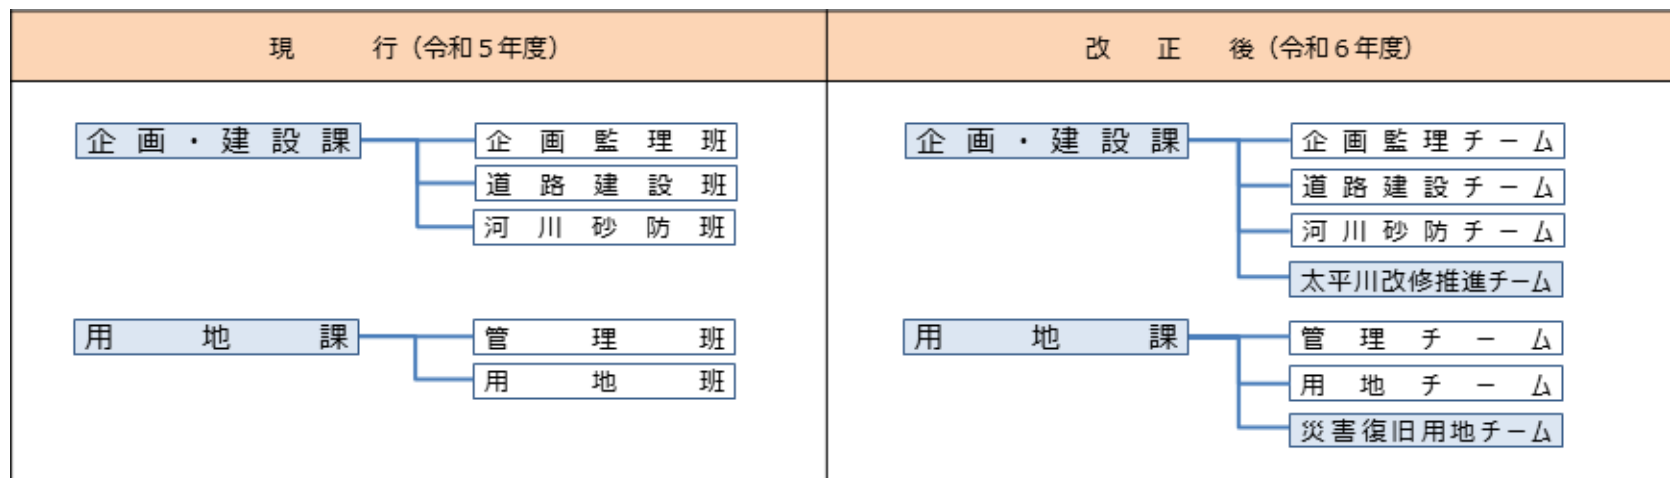 現　　行（令和５年度）
企画・建設課
企画監理班
道路建設班
河川砂防班
用地課
管理班
用地班
改　正　後（令和６年度）
企画・建設課
企画監理チーム
道路建設チーム
河川砂防チーム
太平川改修推進チーム
用地課
管理チーム
用地チーム
災害復旧用地チーム